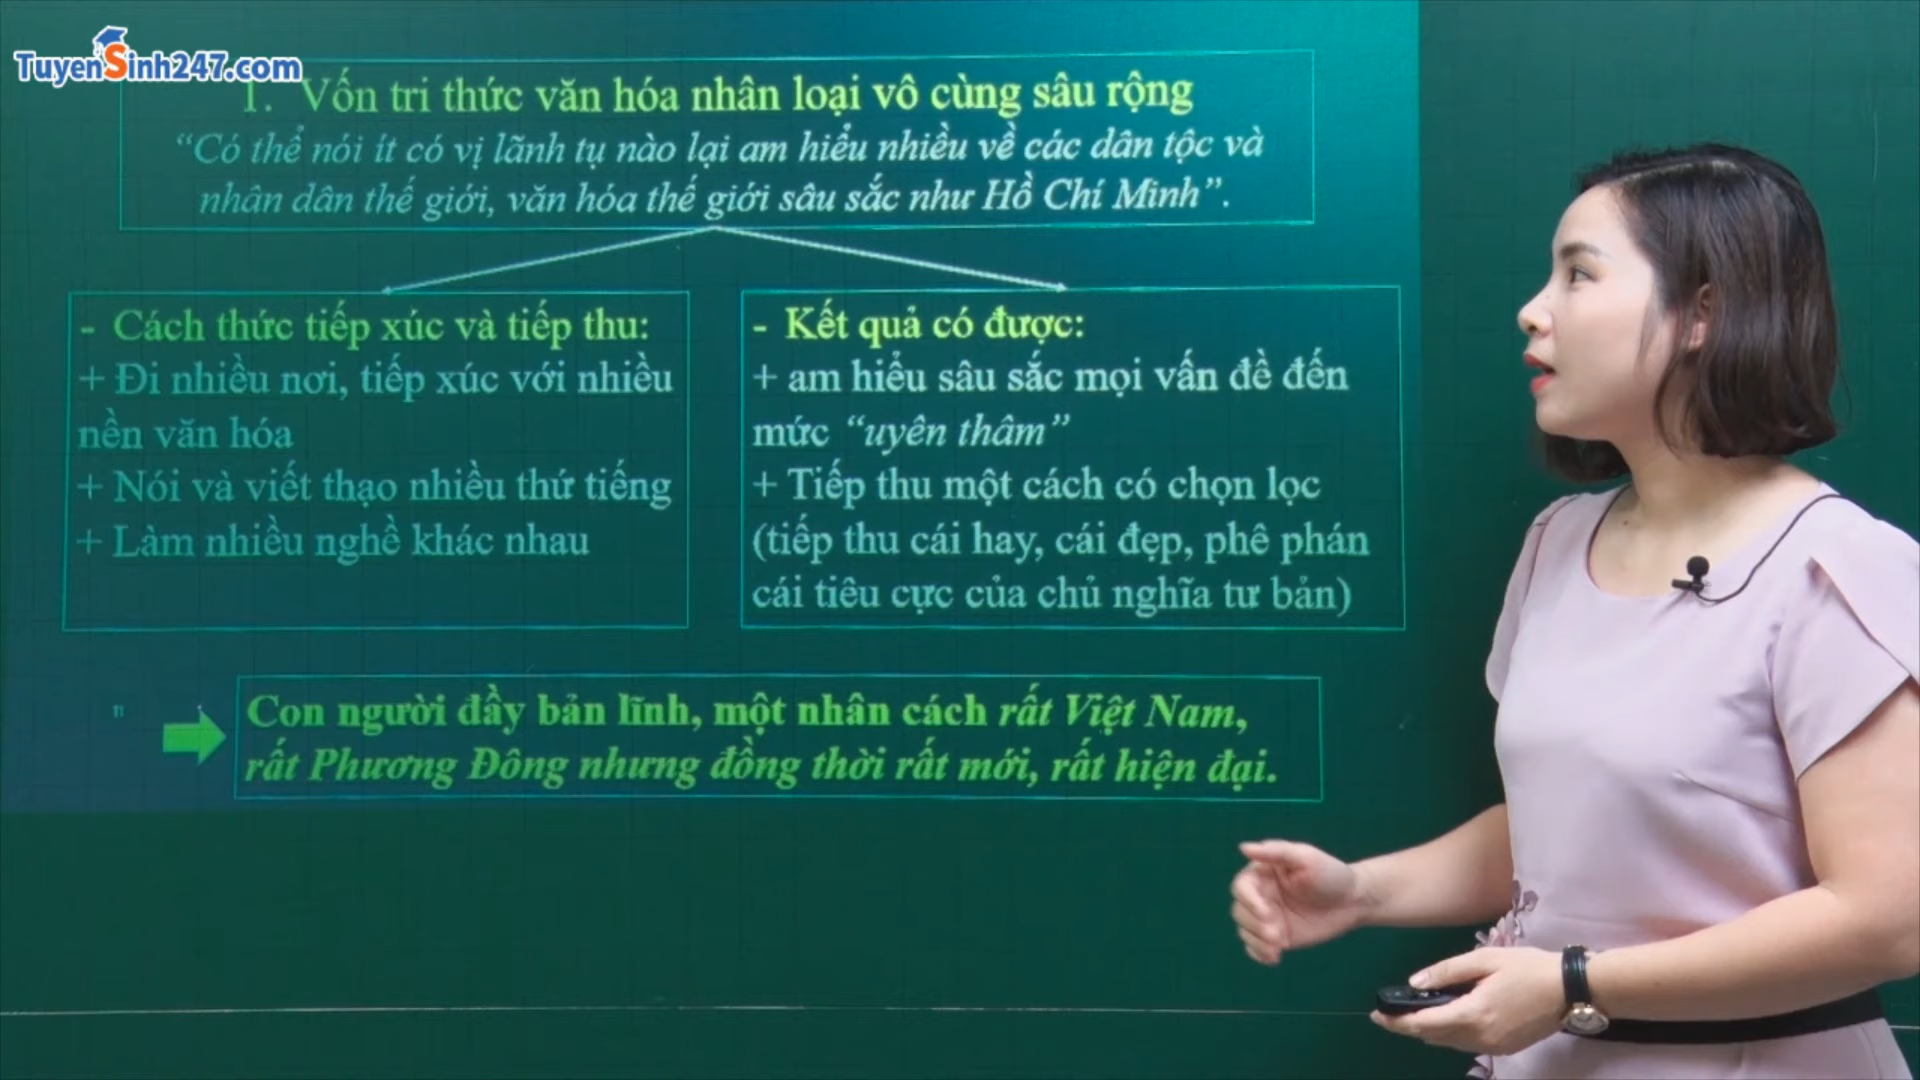 TuyenSinh247.com
1. Vốn tri thức văn hóa nhân loại vô cùng sâu rộng
“Có thể nói ít có vị lãnh tụ nào lại am hiểu nhiều về các dân tộc và
nhân dân thế giới, văn hóa thế giới sâu sắc như Hồ Chí Minh”.
- Cách thức tiếp xúc và tiếp thu:
+ Đi nhiều nơi, tiếp xúc với nhiều
nền văn hóa
+ Nói và viết thạo nhiều thứ tiếng
+ Làm nhiều nghề khác nhau
- Kết quả có được:
+ am hiểu sâu sắc mọi vấn đề đến
mức “uyên thâm”
+ Tiếp thu một cách có chọn lọc
(tiếp thu cái hay, cái đẹp, phê phán
cái tiêu cực của chủ nghĩa tư bản)
Con người đầy bản lĩnh, một nhân cách rất Việt Nam,
rất Phương Đông nhưng đồng thời rất mới, rất hiện đại.